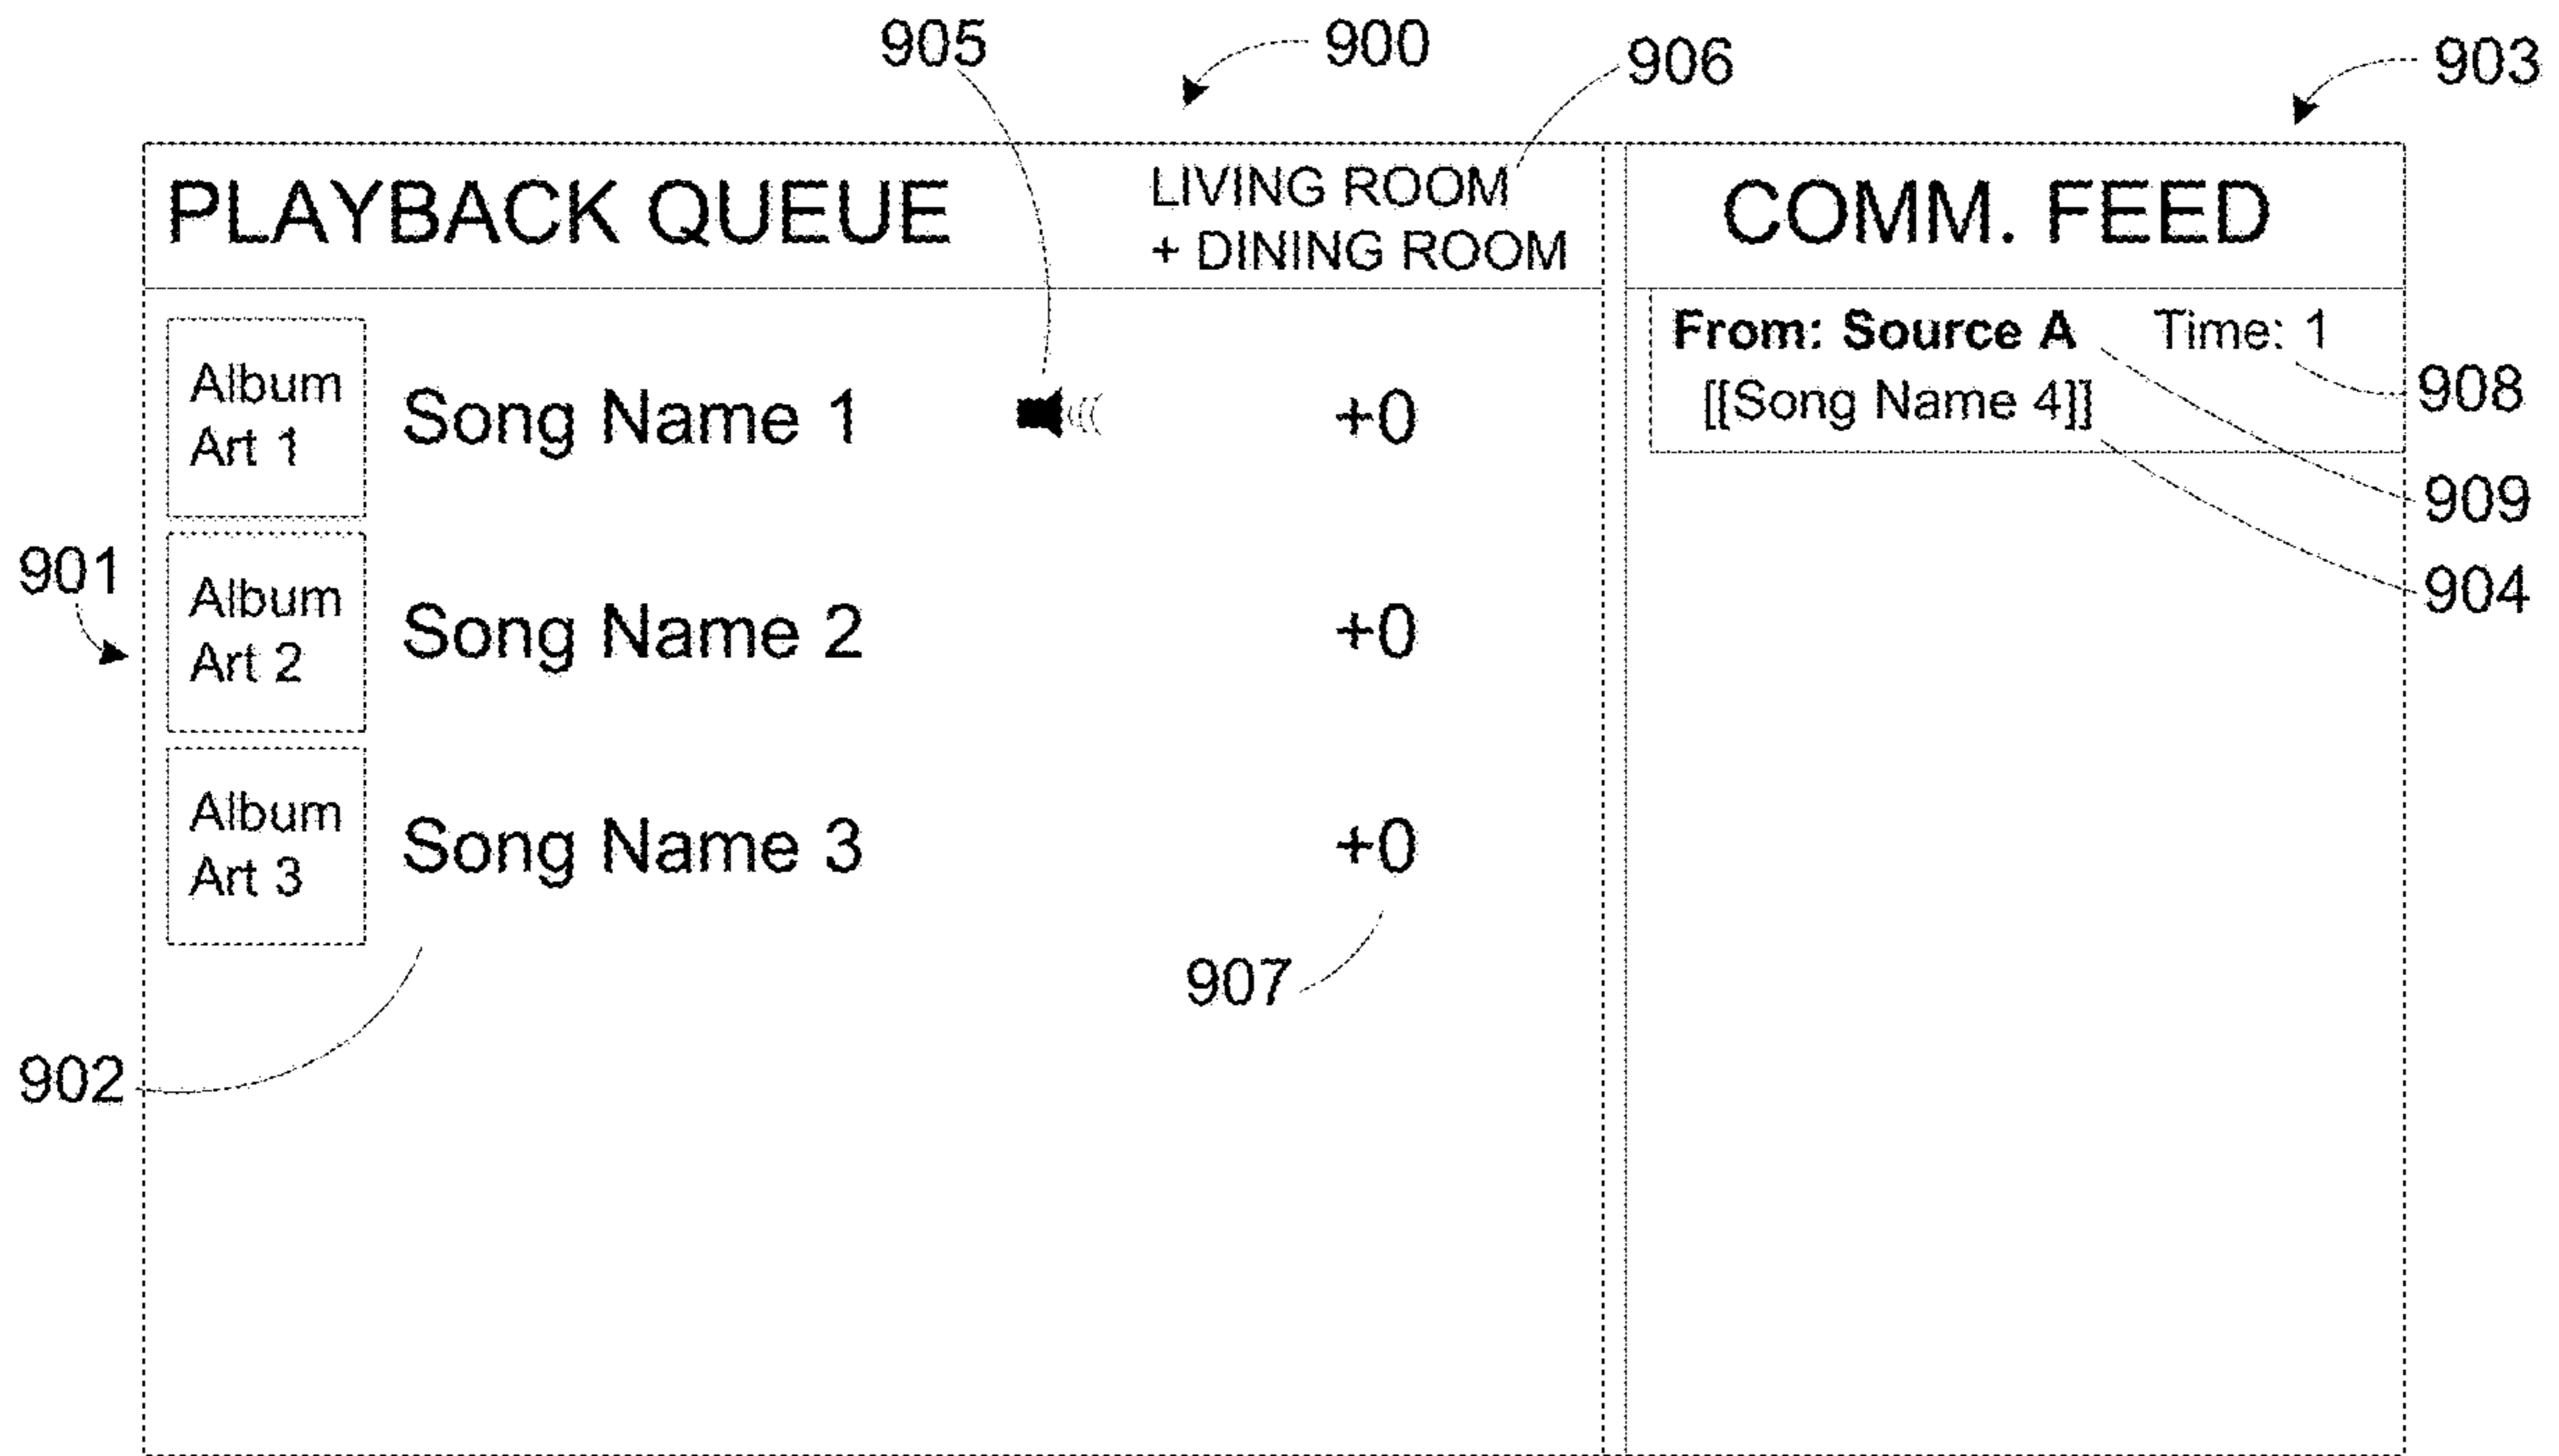 905
900
906
903
PLAYBACK QUEUE
LIVING ROOM
+ DINING ROOM
COMM. FEED
Album
Art 1
Song Name 1
+0
From: Source A
Time: 1
[[Song Name 4]]
908
909
904
901
Album
Art 2
Song Name 2
+0
Album
Art 3
Song Name 3
+0
907
902